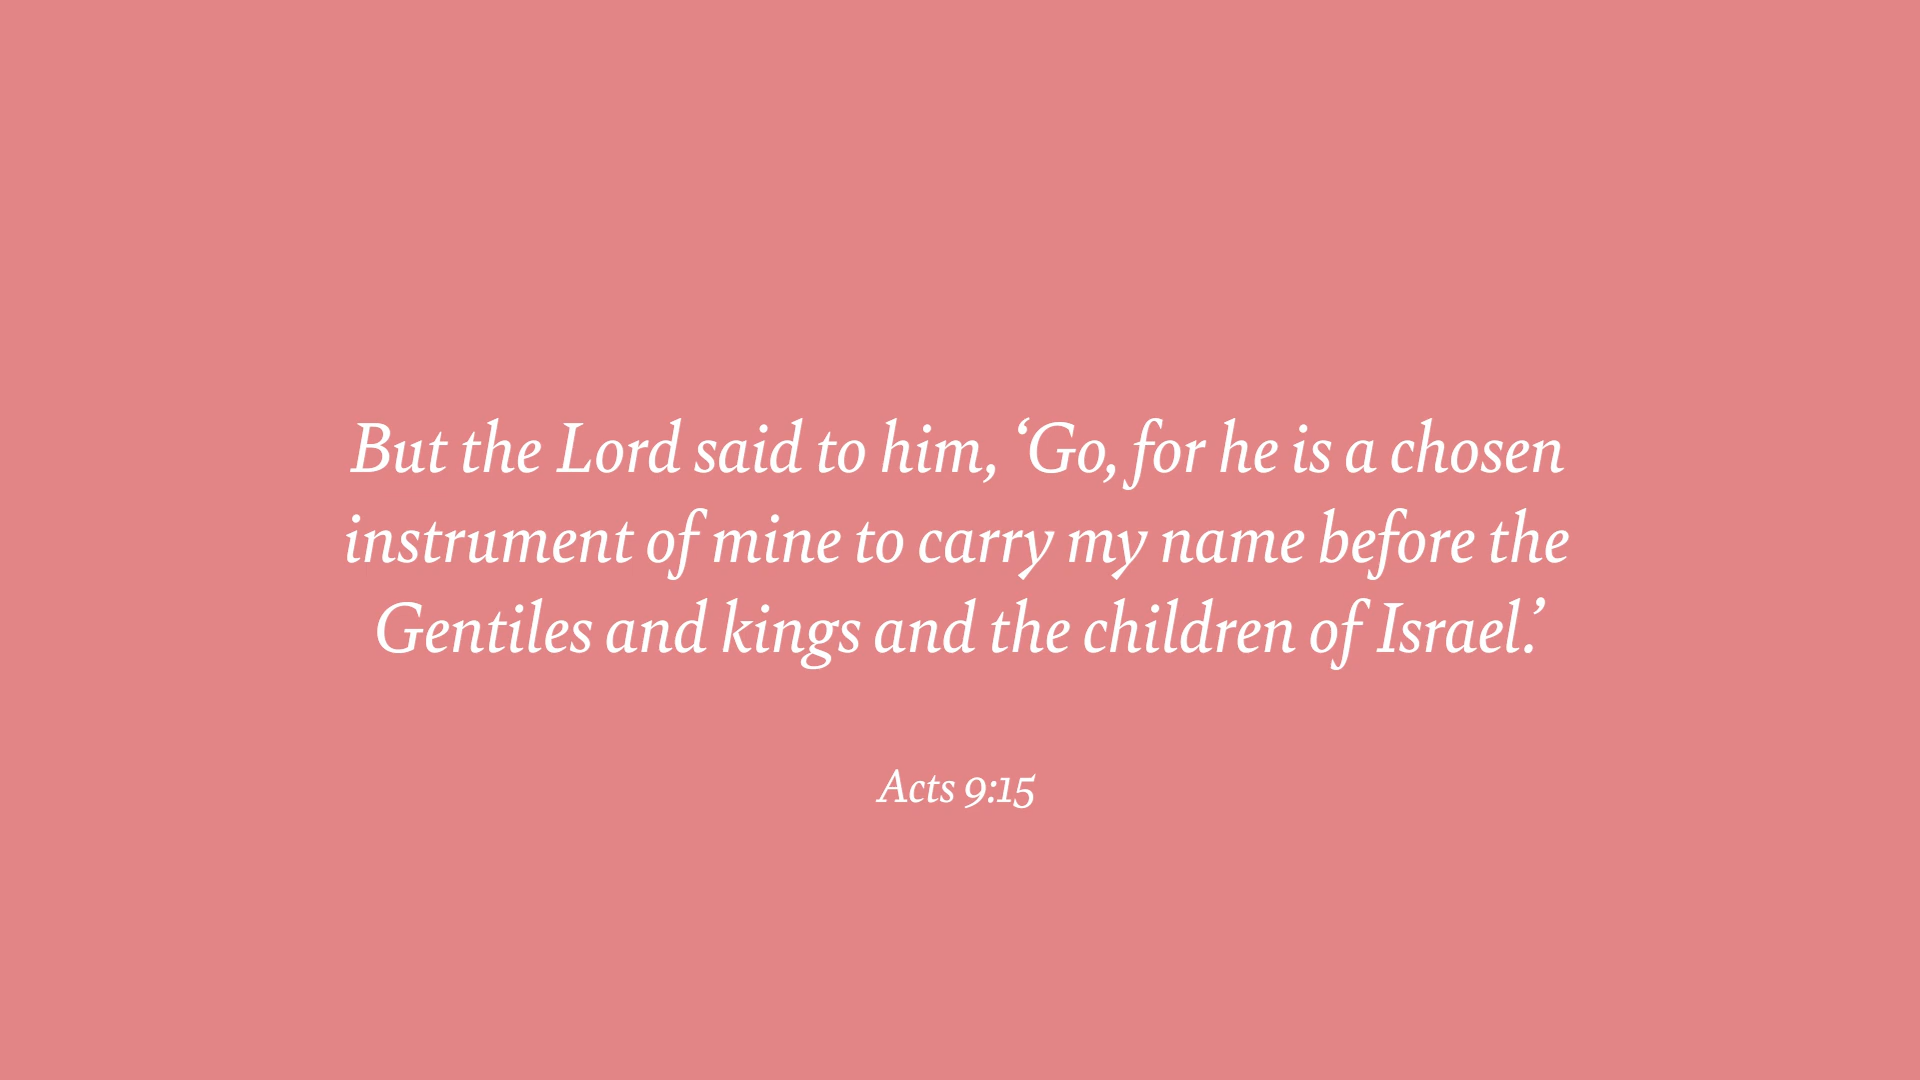 But the Lord said to him, ‘Go, for he is a chosen
instrument of mine to carry my name before the
Gentiles and kings and the children of Israel.’
Acts 9:15